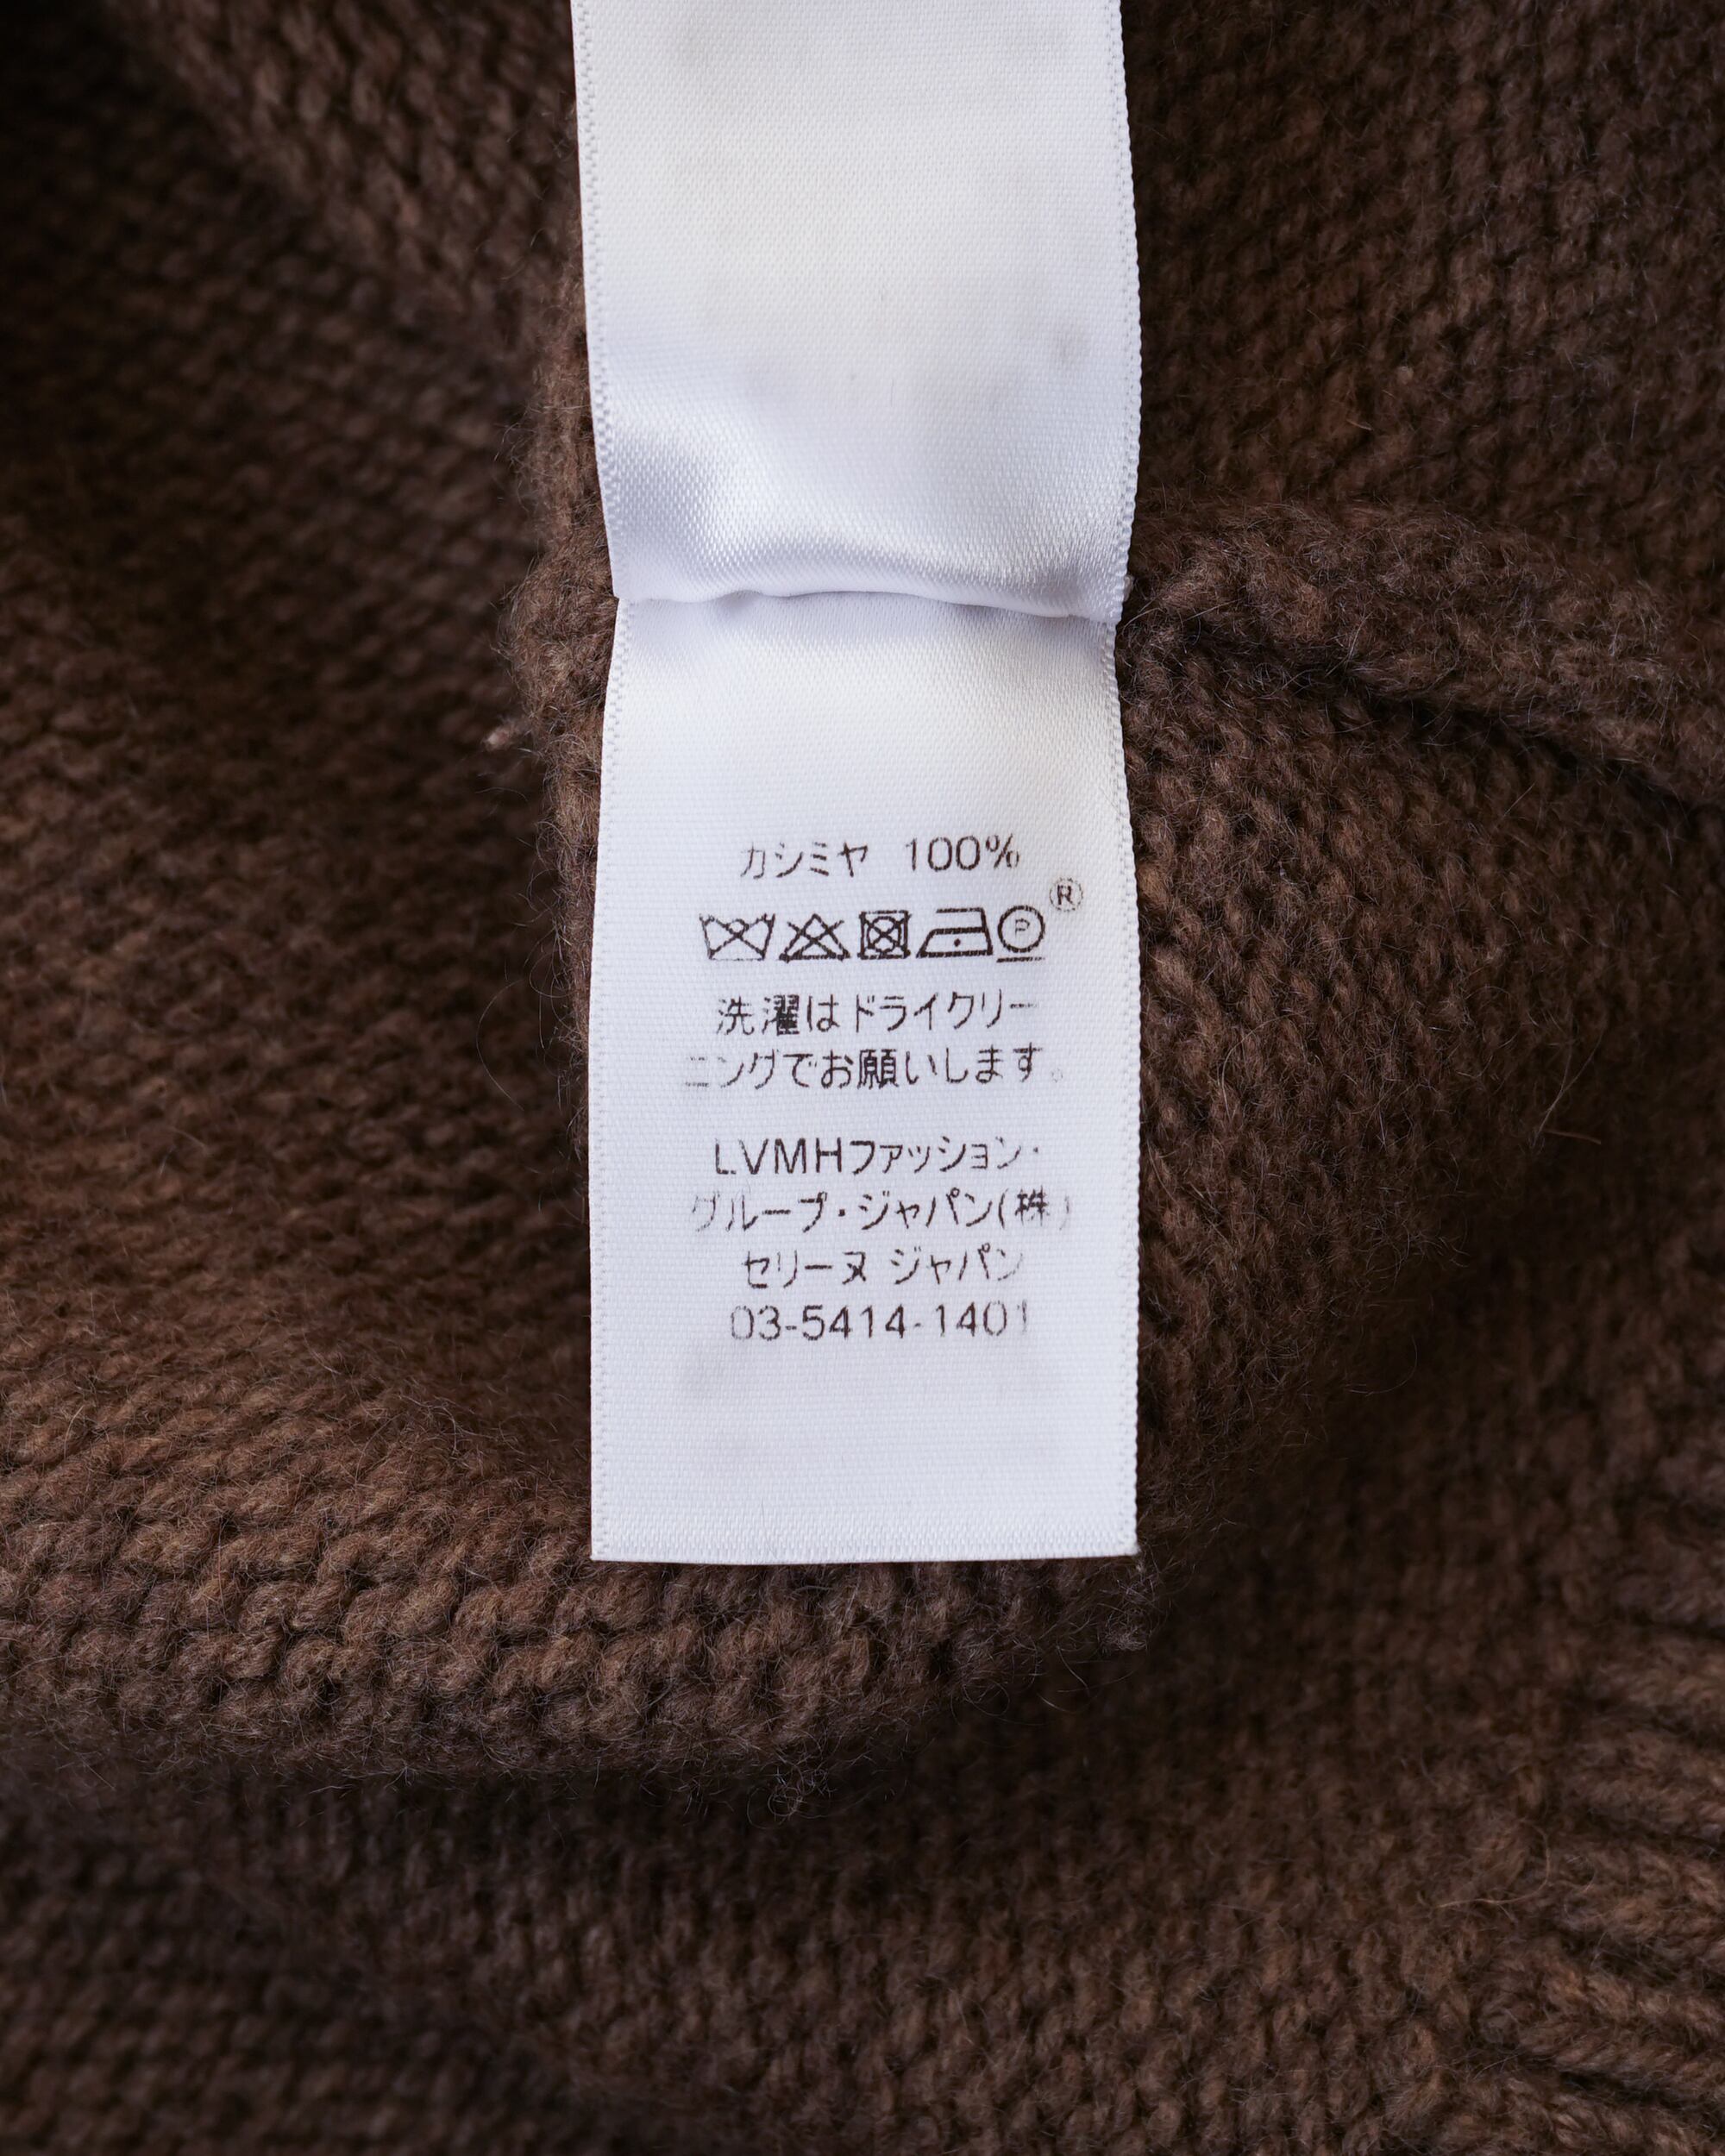 カシミヤ 100%
®
P
洗濯はドライクリー
ニングでお願いします。
LVMHファッション・
グループ・ジャパン(株)
セリーヌ ジャパン
03-5414-1401